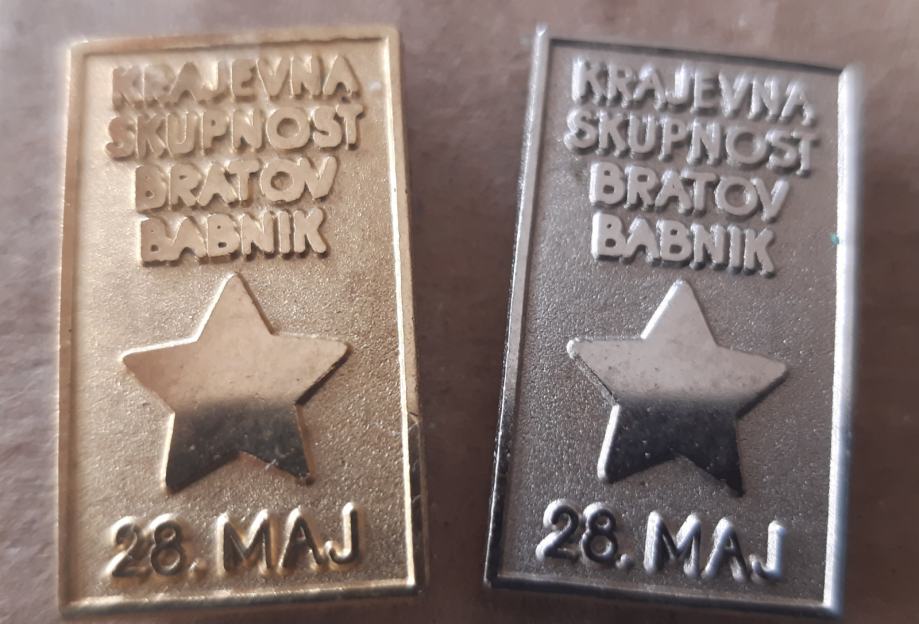 KRAJEVNA
SKUPNOST
BRATOV
BABNIK
28. MAJ
KRAJEVNA
SKUPNOST
BRATOV
BABNIK
28. MAJ